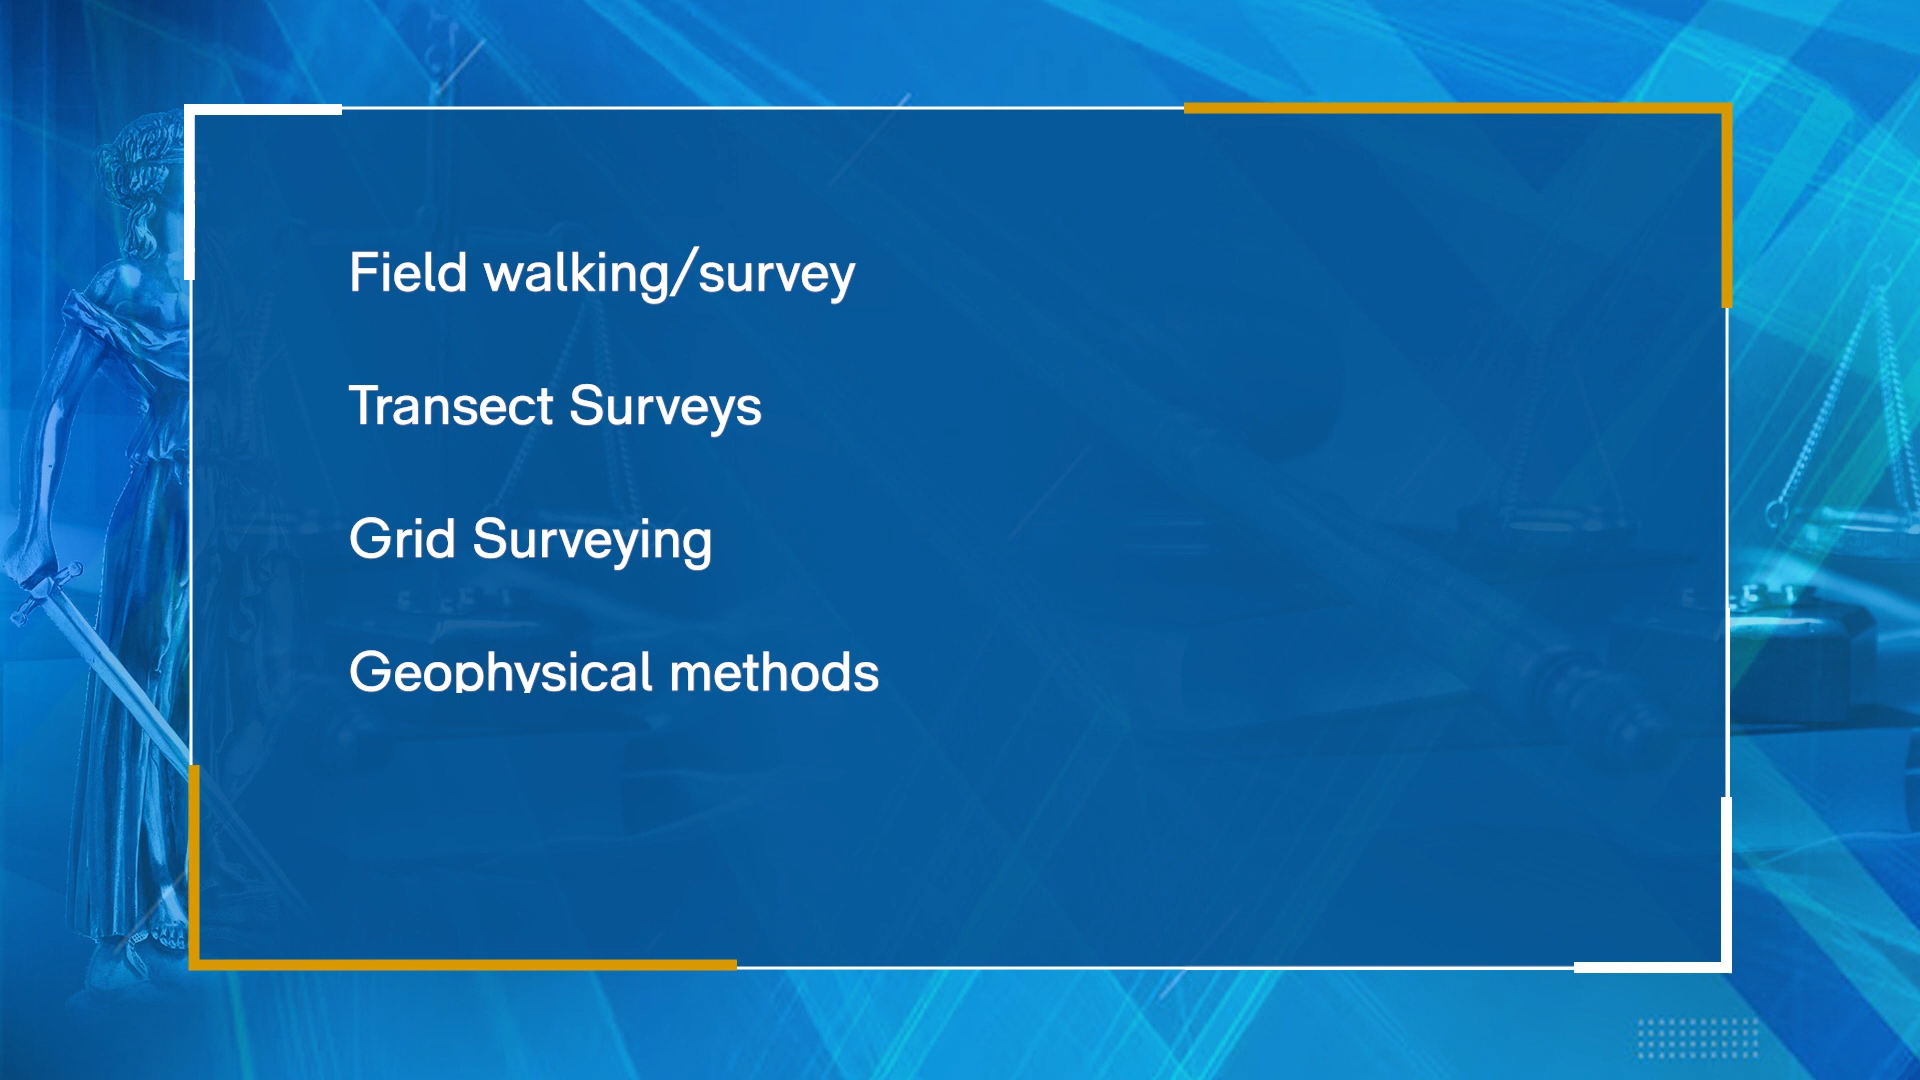 Field walking/survey
Transect Surveys
Grid Surveying
Geophysical methods